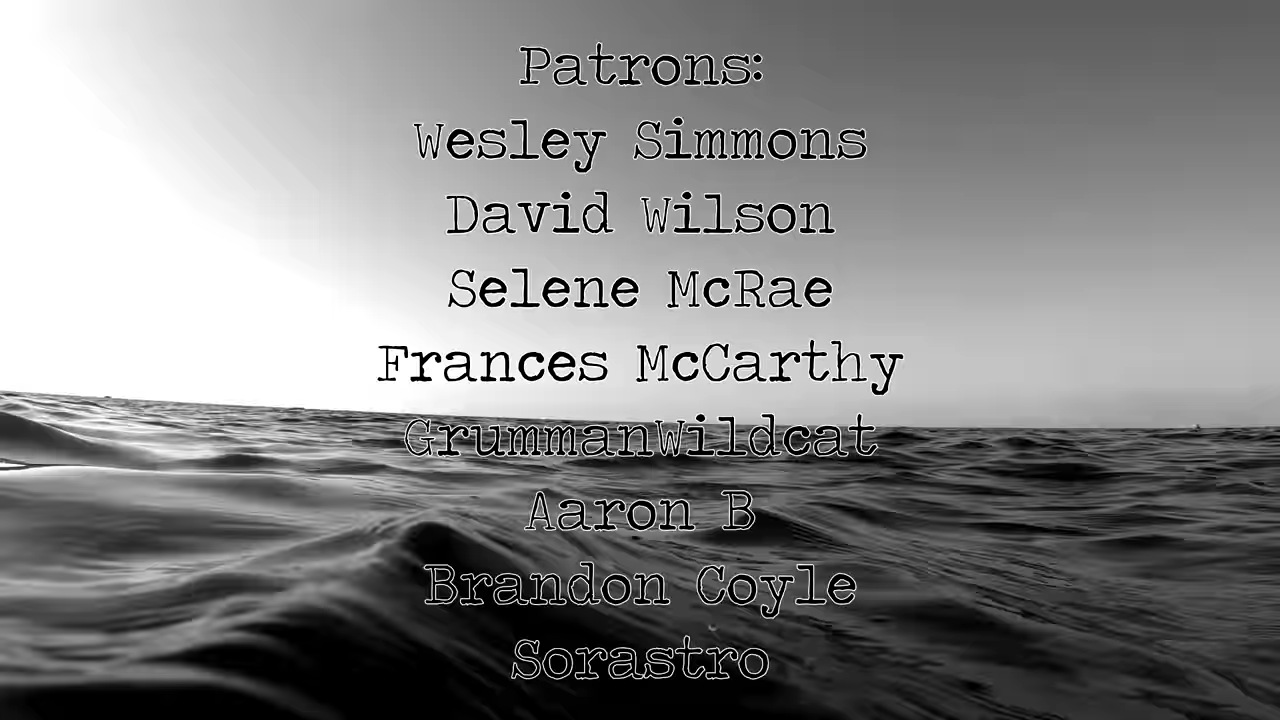 Patrons:
Wesley Simmons
David Wilson
Selene McRae
Frances McCarthy
GrummanWildcat
Aaron B
Brandon Coyle
Sorastro